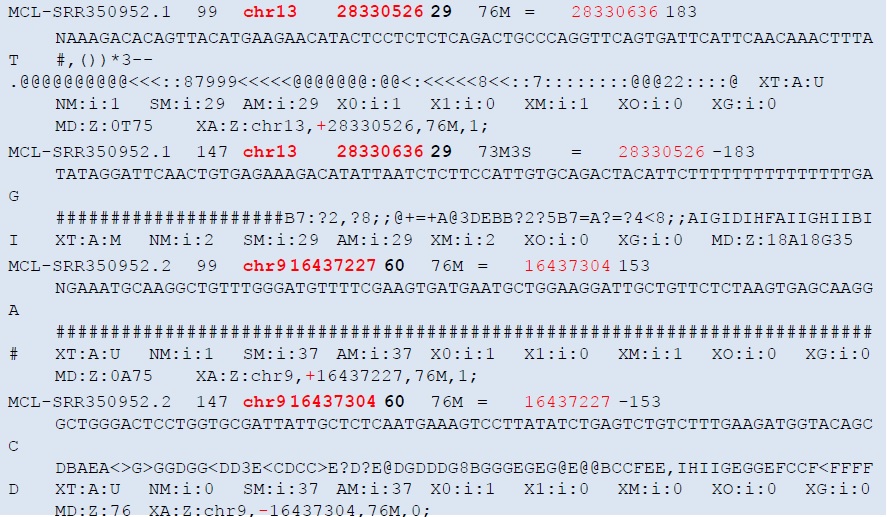 MCL-SRR350952.1 99 chr13 28330526 29 76M = 28330636 183
NAAAGACACAGTTACATGAAGAACATACTCCTCTCTCAGACTGCCCAGGTTCAGTGATTCATTCAACAAACTTTA
T #,())*3--
.@@@@@@@@@@<<<::87999<<<<<@@@@@@@:@@<:<<<<<8<<::7::::::::@@@22::::@ XT:A:U
NM:i:1 SM:i:29 AM:i:29 X0:i:1 X1:i:0 XM:i:1 XO:i:0 XG:i:0
MD:Z:0T75 XA:Z:chr13,+28330526,76M,1;
MCL-SRR350952.1 147 chr13 28330636 29 73M3S = 28330526 -183
TATAGGATTCAACTGTGAGAAAGACATATTAATCTCTTCCATTGTGCAGACTACATTCTTTTTTTTTTTTTTTGA
G
#####################B7:?2,?8;;@+=+A@3DEBB?2?5B7=A?=?4<8;;AIGIDIHFAIIGHIIBI
I XT:A:M NM:i:2 SM:i:29 AM:i:29 XM:i:2 XO:i:0 XG:i:0 MD:Z:18A18G35
MCL-SRR350952.2 99 chr9 16437227 60 76M = 16437304 153
NGAAATGCAAGGCTGTTTGGGATGTTTTCGAAGTGATGAATGCTGGAAGGATTGCTGTTCTCTAAGTGAGCAAGG
A
###########################################################################
# XT:A:U NM:i:1 SM:i:37 AM:i:37 X0:i:1 X1:i:0 XM:i:1 XO:i:0 XG:i:0
MD:Z:0A75 XA:Z:chr9,+16437227,76M,1;
MCL-SRR350952.2 147 chr9 16437304 60 76M = 16437227 -153
GCTGGGACTCCTGGTGCGATTATTGCTCTCAATGAAAGTCCTTATATCTGAGTCTGTCTTTGAAGATGGTACAGC
C
DBAEA<>G>GGDGG<DD3E<CDCC>E?D?E@DGDDDG8BGGGEGEG@E@@BCCFEE,IHIIGEGGEFCCF<FFFF
D XT:A:U NM:i:0 SM:i:37 AM:i:37 X0:i:1 X1:i:0 XM:i:0 XO:i:0 XG:i:0
MD:Z:76 XA:Z:chr9,-16437304,76M,0;